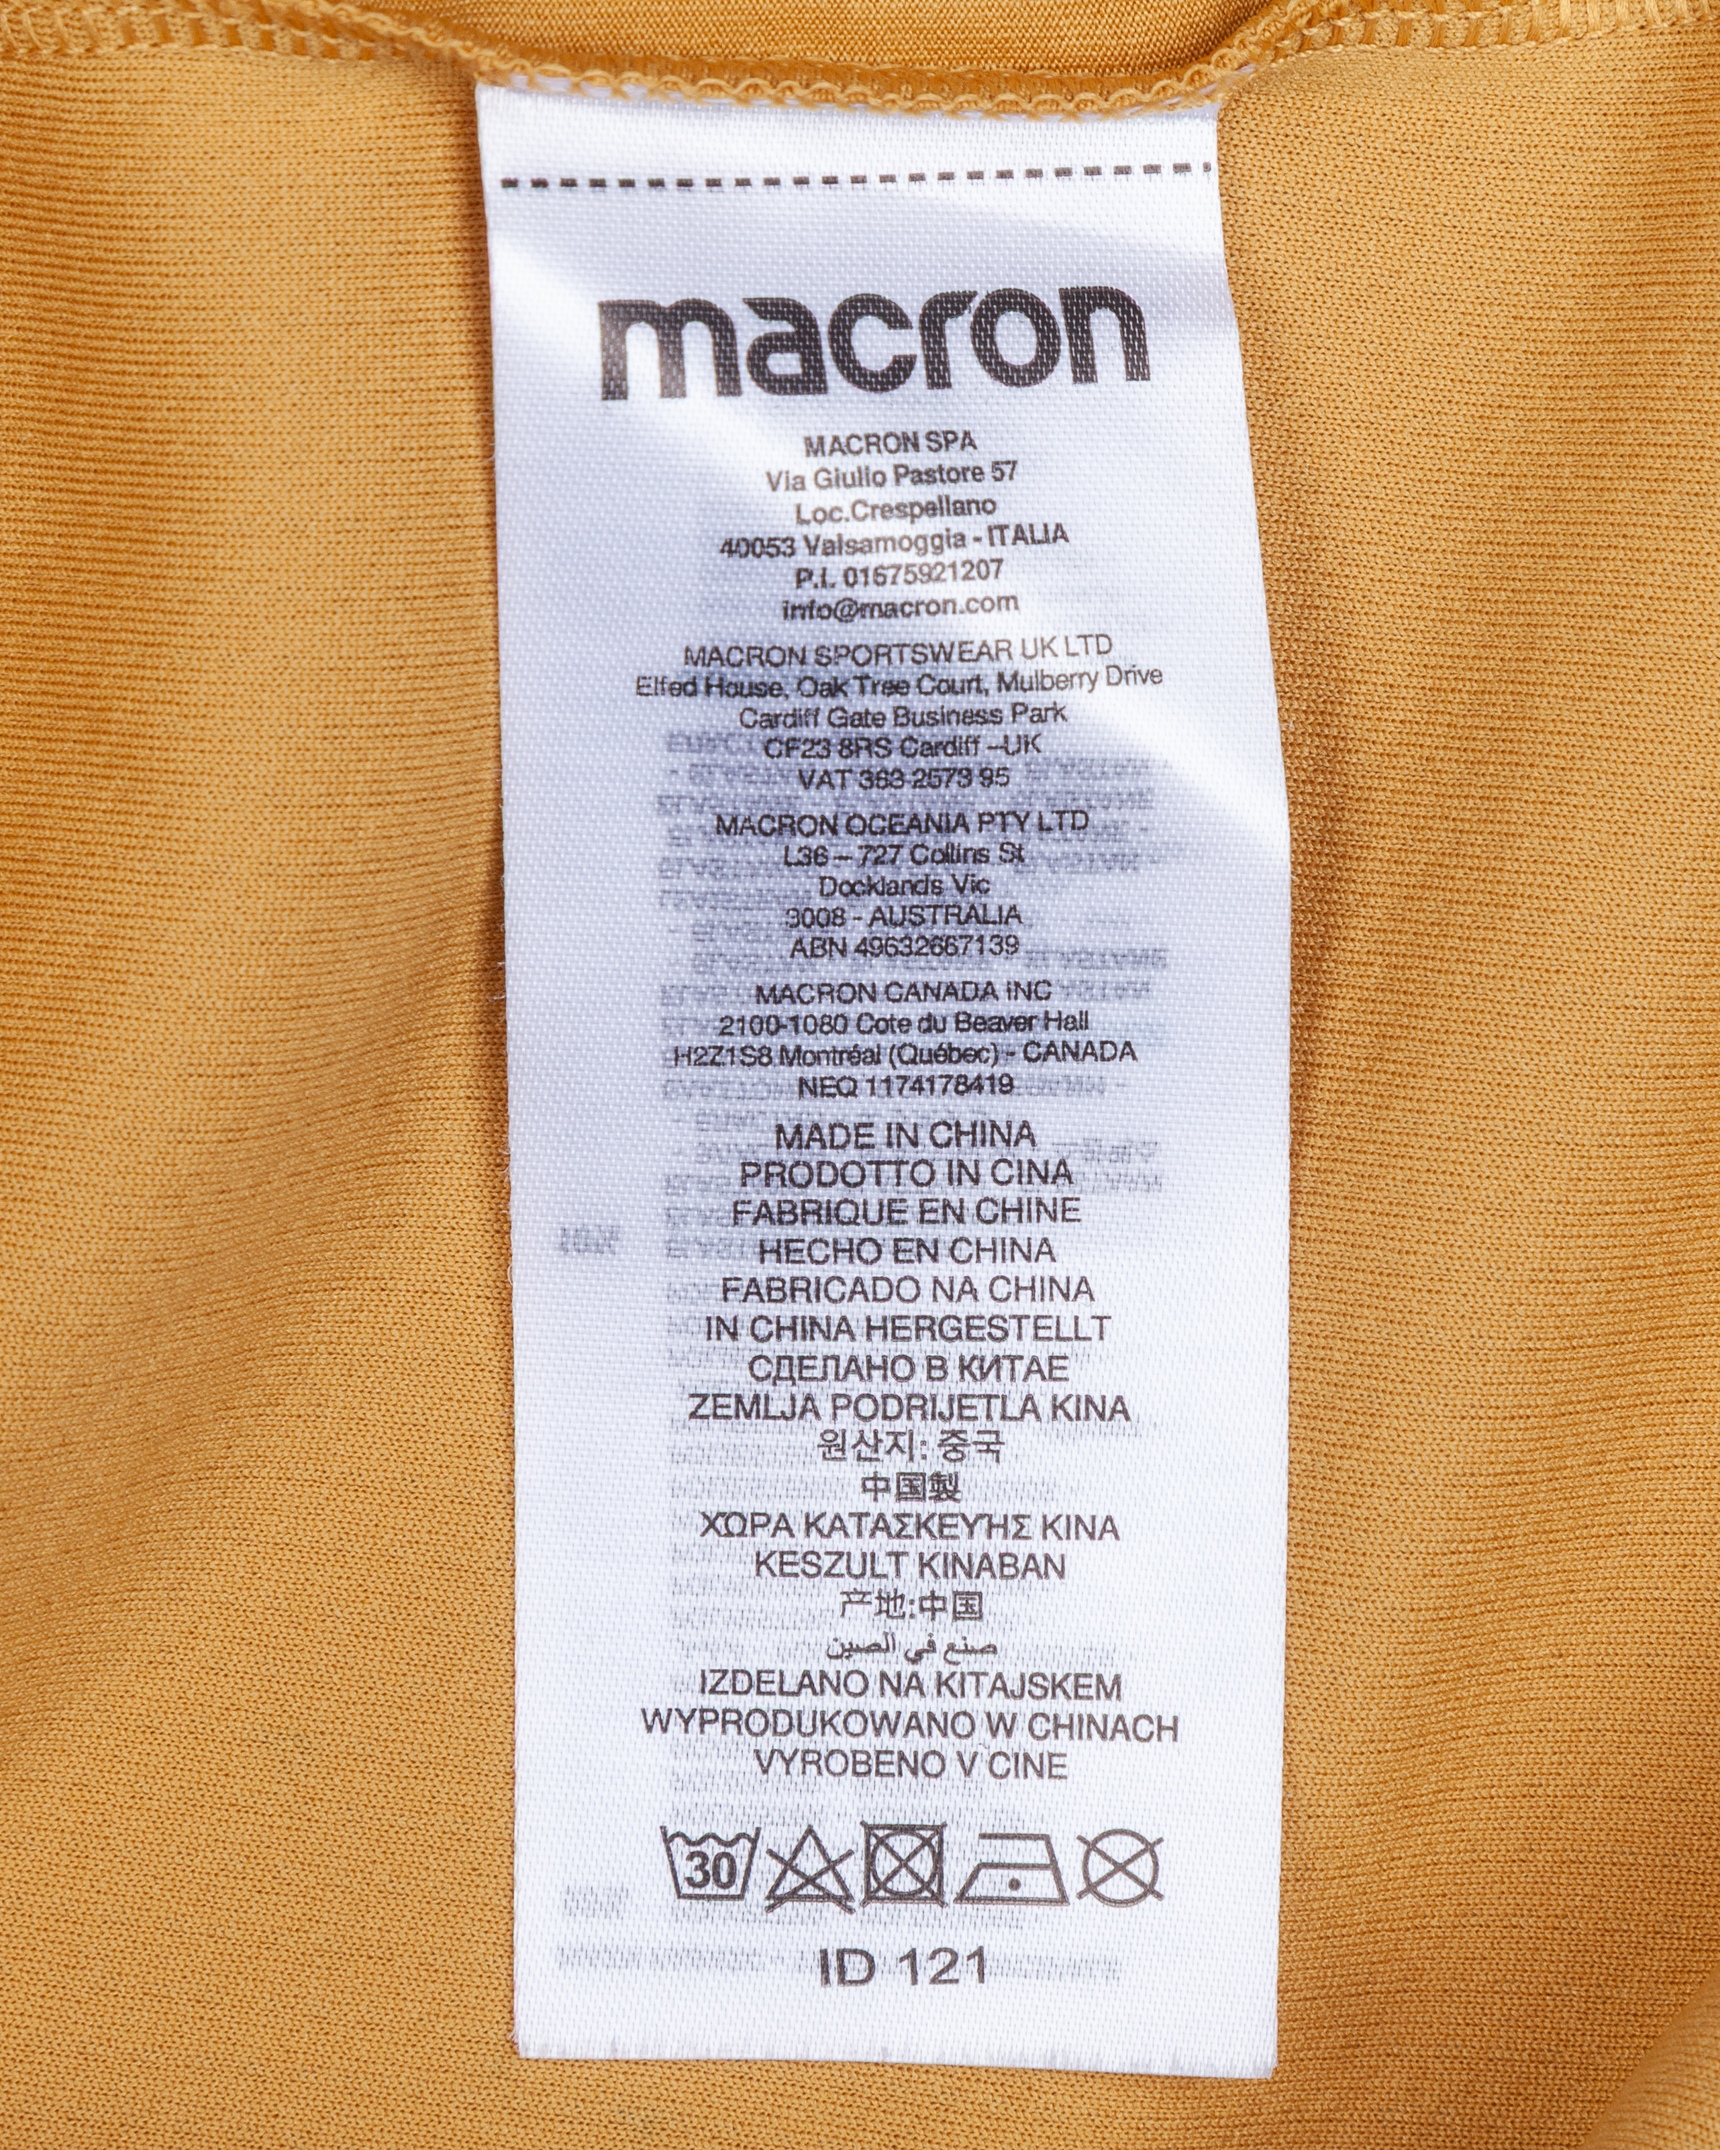 macron
MACRON SPA
Via Giulio Pastore 57
Loc.Crespellano
40053 Valsamoggia - ITALIA
P.I. 01675921207
info@macron.com
MACRON SPORTSWEAR UK LTD
Elfed House, Oak Tree Court, Mulberry Drive
Cardiff Gate Business Park
CF23 8RS Cardiff –UK
VAT 363 2573 95
MACRON OCEANIA PTY LTD
L36 – 727 Collins St
Docklands Vic
3008 - AUSTRALIA
ABN 49632667139
MACRON CANADA INC
2100-1080 Cote du Beaver Hall
H2Z1S8 Montréal (Québec) - CANADA
NEQ 1174178419
MADE IN CHINA
PRODOTTO IN CINA
FABRIQUE EN CHINE
HECHO EN CHINA
FABRICADO NA CHINA
IN CHINA HERGESTELLT
СДЕЛАНО В КИТАЕ
ZEMLJA PODRIJETLA KINA
원산지: 중국
中国製
ΧΏΡΑ ΚΑΤΑΣΚΕΥΉΣ ΚΙΝΑ
KESZULT KINABAN
产地:中国
صنع في الصين
IZDELANO NA KITAJSKEM
WYPRODUKOWANO W CHINACH
VYROBENO V CINE
30
ID 121